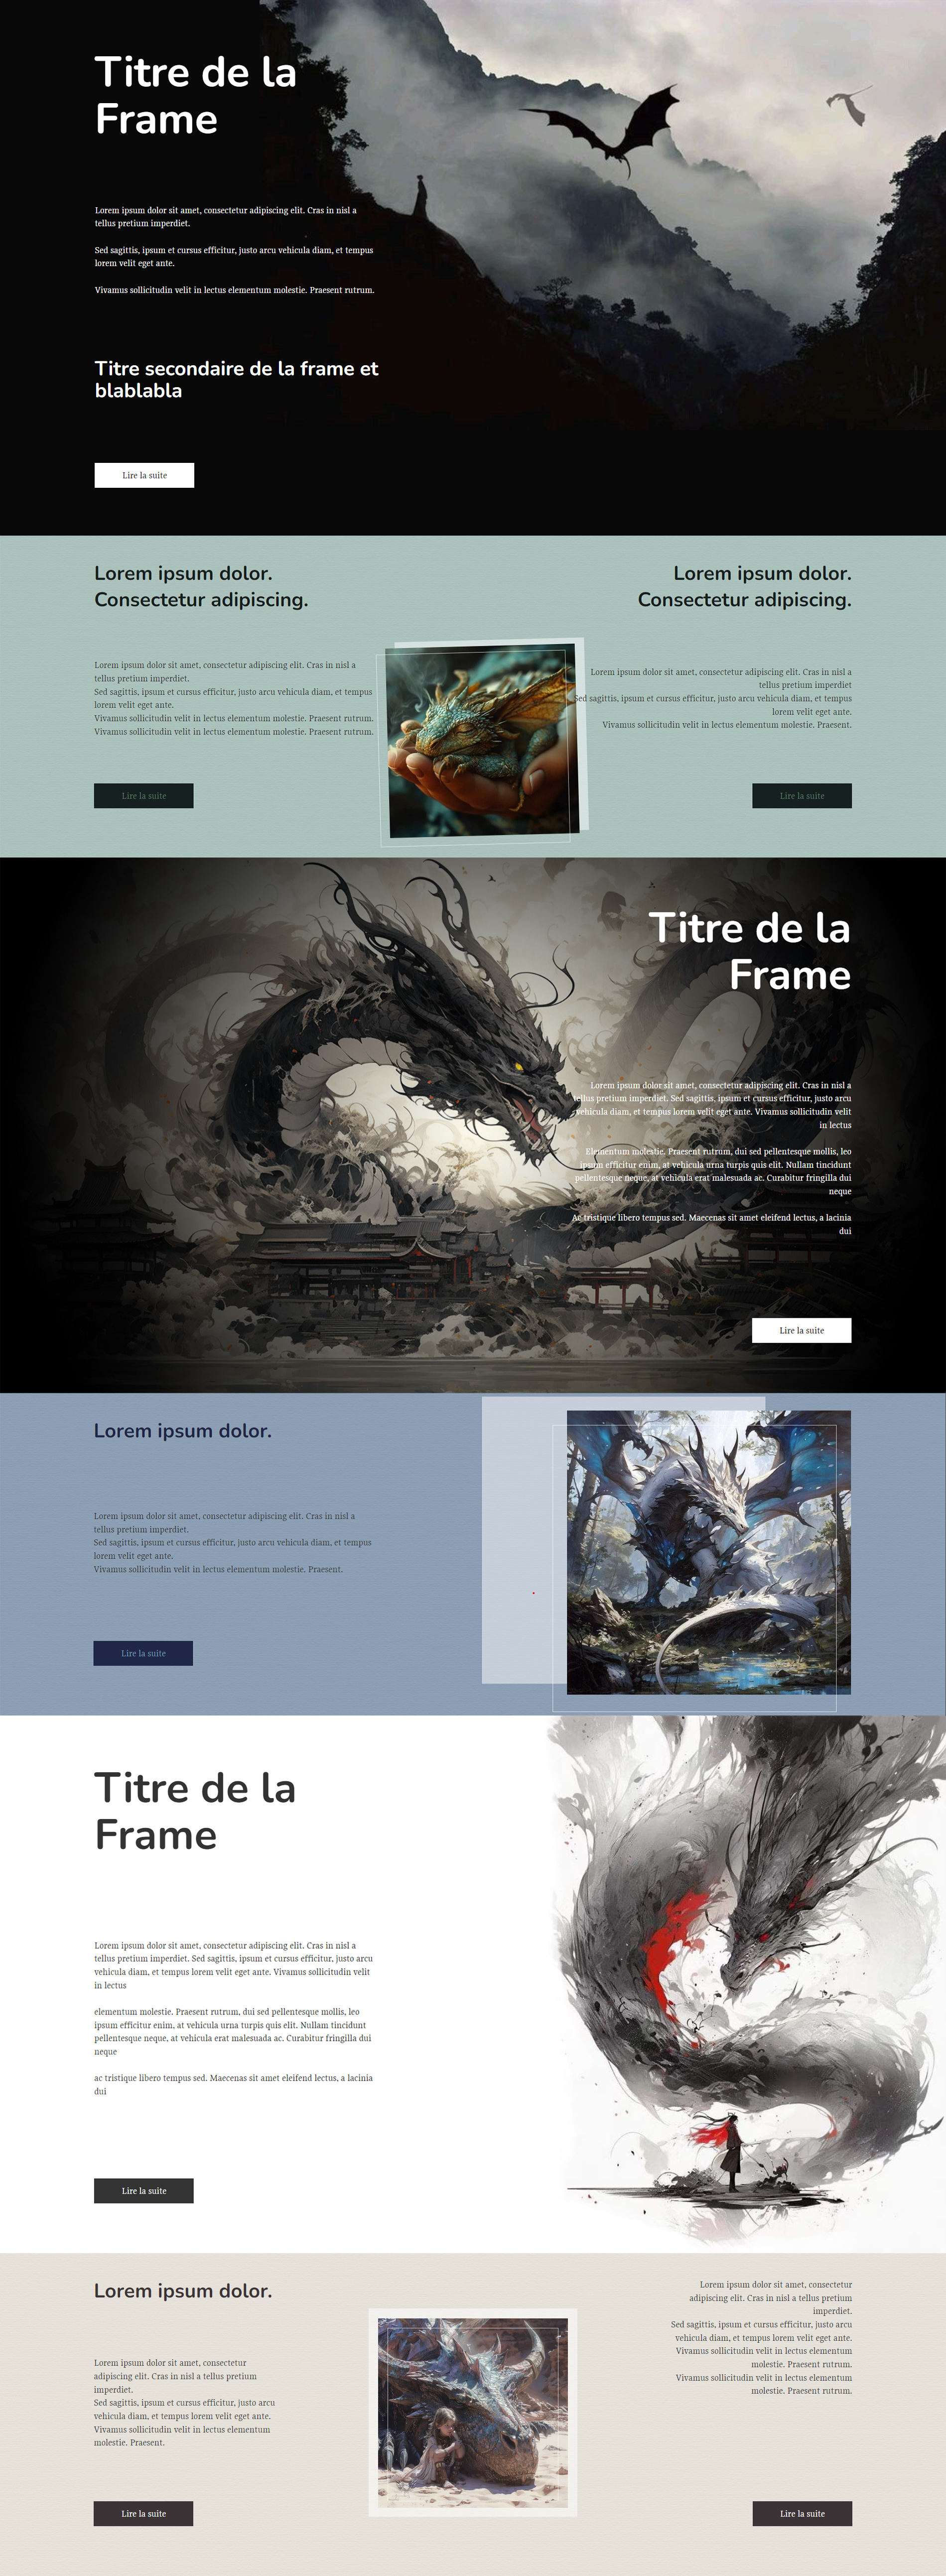 Titre de la
Frame
Lorem ipsum dolor sit amet, consectetur adipiscing elit. Cras in nisl a
tellus pretium imperdiet.
Sed sagittis, ipsum et cursus efficitur, justo arcu vehicula diam, et tempus
lorem velit eget ante.
Vivamus sollicitudin velit in lectus elementum molestie. Praesent rutrum.
Titre secondaire de la frame et
blablabla
Lire la suite
Lorem ipsum dolor.
Consectetur adipiscing.
Lorem ipsum dolor sit amet, consectetur adipiscing elit. Cras in nisl a
tellus pretium imperdiet.
Sed sagittis, ipsum et cursus efficitur, justo arcu vehicula diam, et tempus
lorem velit eget ante.
Vivamus sollicitudin velit in lectus elementum molestie. Praesent rutrum.
Vivamus sollicitudin velit in lectus elementum molestie. Praesent rutrum.
Lire la suite
Lorem ipsum dolor.
Consectetur adipiscing.
Lorem ipsum dolor sit amet, consectetur adipiscing elit. Cras in nisl a
tellus pretium imperdiet
Sed sagittis, ipsum et cursus efficitur, justo arcu vehicula diam, et tempus
lorem velit eget ante.
Vivamus sollicitudin velit in lectus elementum molestie. Praesent.
Lire la suite
Titre de la
Frame
Lorem ipsum dolor sit amet, consectetur adipiscing elit. Cras in nisl a
tellus pretium imperdiet. Sed sagittis, ipsum et cursus efficitur, justo arcu
vehicula diam, et tempus lorem velit eget ante. Vivamus sollicitudin velit
in lectus
Elementum molestie. Praesent rutrum, dui sed pellentesque mollis, leo
ipsum efficitur enim, at vehicula urna turpis quis elit. Nullam tincidunt
pellentesque neque, at vehicula erat malesuada ac. Curabitur fringilla dui
neque
Ac tristique libero tempus sed. Maecenas sit amet eleifend lectus, a lacinia
dui
Lire la suite
Lorem ipsum dolor.
Lorem ipsum dolor sit amet, consectetur adipiscing elit. Cras in nisl a
tellus pretium imperdiet.
Sed sagittis, ipsum et cursus efficitur, justo arcu vehicula diam, et tempus
lorem velit eget ante.
Vivamus sollicitudin velit in lectus elementum molestie. Praesent.
Lire la suite
Titre de la
Frame
Lorem ipsum dolor sit amet, consectetur adipiscing elit. Cras in nisl a
tellus pretium imperdiet. Sed sagittis, ipsum et cursus efficitur, justo arcu
vehicula diam, et tempus lorem velit eget ante. Vivamus sollicitudin velit
in lectus
elementum molestie. Praesent rutrum, dui sed pellentesque mollis, leo
ipsum efficitur enim, at vehicula urna turpis quis elit. Nullam tincidunt
pellentesque neque, at vehicula erat malesuada ac. Curabitur fringilla dui
neque
ac tristique libero tempus sed. Maecenas sit amet eleifend lectus, a lacinia
dui
Lire la suite
Lorem ipsum dolor.
Lorem ipsum dolor sit amet, consectetur
adipiscing elit. Cras in nisl a tellus pretium
imperdiet.
Sed sagittis, ipsum et cursus efficitur, justo arcu
vehicula diam, et tempus lorem velit eget ante.
Vivamus sollicitudin velit in lectus elementum
molestie. Praesent.
Lire la suite
Lorem ipsum dolor sit amet, consectetur
adipiscing elit. Cras in nisl a tellus pretium
imperdiet.
Sed sagittis, ipsum et cursus efficitur, justo arcu
vehicula diam, et tempus lorem velit eget ante.
Vivamus sollicitudin velit in lectus elementum
molestie. Praesent rutrum.
Vivamus sollicitudin velit in lectus elementum
molestie. Praesent rutrum.
Lire la suite